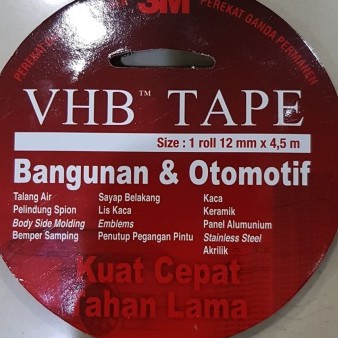 3M
PEREKAT GANDA PERMANEN
VHB™ TAPE
Size : 1 roll 12 mm x 4,5 m
Bangunan & Otomotif
Talang Air
Pelindung Spion
Body Side Molding
Bemper Samping
Sayap Belakang
Lis Kaca
Emblems
Penutup Pegangan Pintu
Kaca
Keramik
Panel Alumunium
Stainless Steel
Akrilik
Kuat Cepat
Tahan Lama